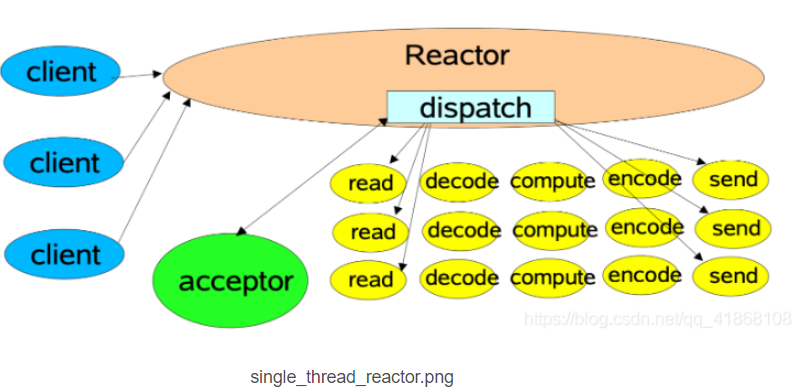 Reactor
client
dispatch
client
read decode compute encode send
read decode compute encode send
client
acceptor
read decode compute encode send
https://blog.csdn.net/qq_41868108
single_thread_reactor.png